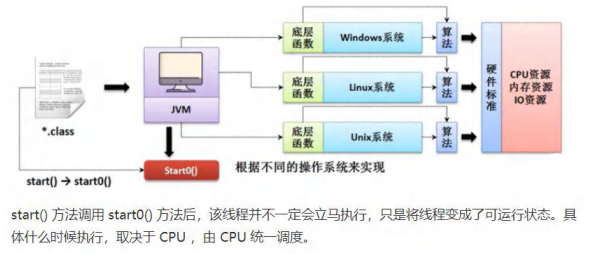 底层函数 Windows系统 算法
*.class
JVM
底层函数 Linux系统 算法
硬件标准
CPU资源
内存资源
IO资源
底层函数 Unix系统 算法
start() → start0()
Start0()
根据不同的操作系统来实现
start() 方法调用 start0() 方法后，该线程并不一定会立马执行，只是将线程变成了可运行状态。具
体什么时候执行，取决于 CPU ，由 CPU 统一调度。